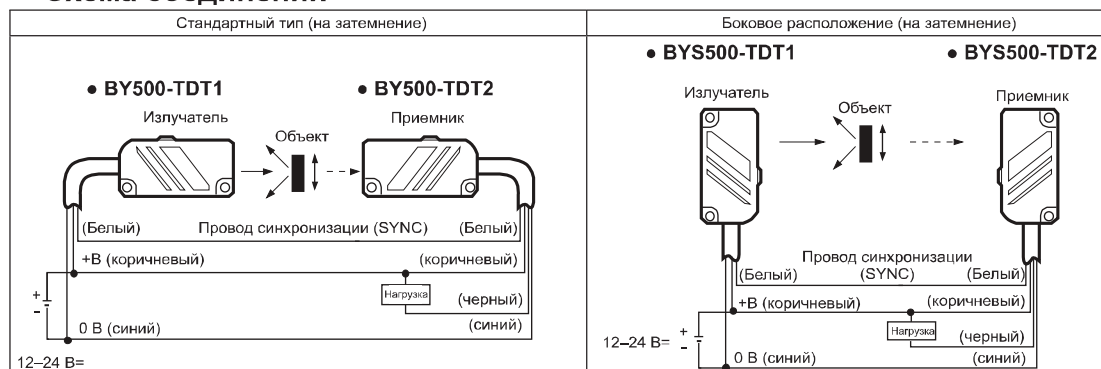 Схема соединений
Стандартный тип (на затемнение)
● BY500-TDT1
● BY500-TDT2
Излучатель
Объект
Приемник
(Белый)
Провод синхронизации (SYNC)
(Белый)
+В (коричневый)
(коричневый)
+
-
Нагрузка
(черный)
0 В (синий)
(синий)
12–24 В=
Боковое расположение (на затемнение)
● BYS500-TDT1
● BYS500-TDT2
Излучатель
Объект
Приемник
Провод синхронизации
(Белый)
(SYNC)
(Белый)
+В (коричневый)
(коричневый)
12–24 В=
+
-
Нагрузка
(черный)
0 В (синий)
(синий)